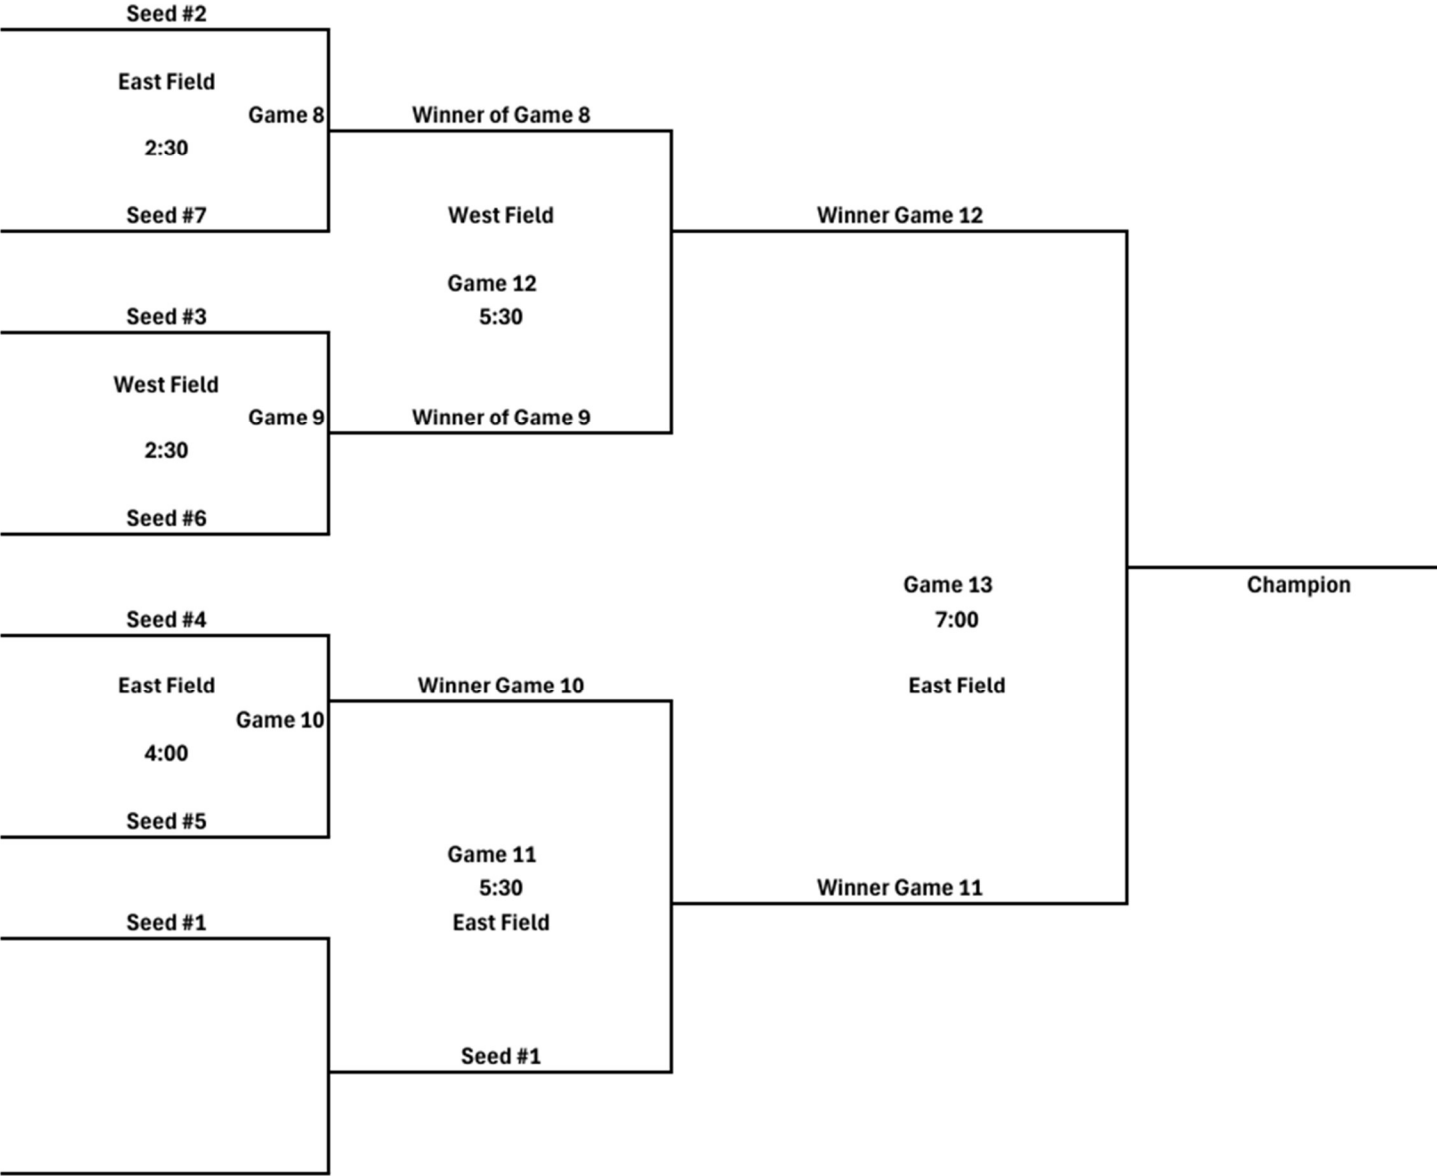 Seed #2
East Field
Game 8
2:30
Seed #7
Seed #3
West Field
Game 9
2:30
Seed #6
Seed #4
East Field
Game 10
4:00
Seed #5
Seed #1
Winner of Game 8
West Field
Game 12
5:30
Winner of Game 9
Winner Game 10
Game 11
5:30
East Field
Seed #1
Winner Game 12
Game 13
7:00
East Field
Winner Game 11
Champion